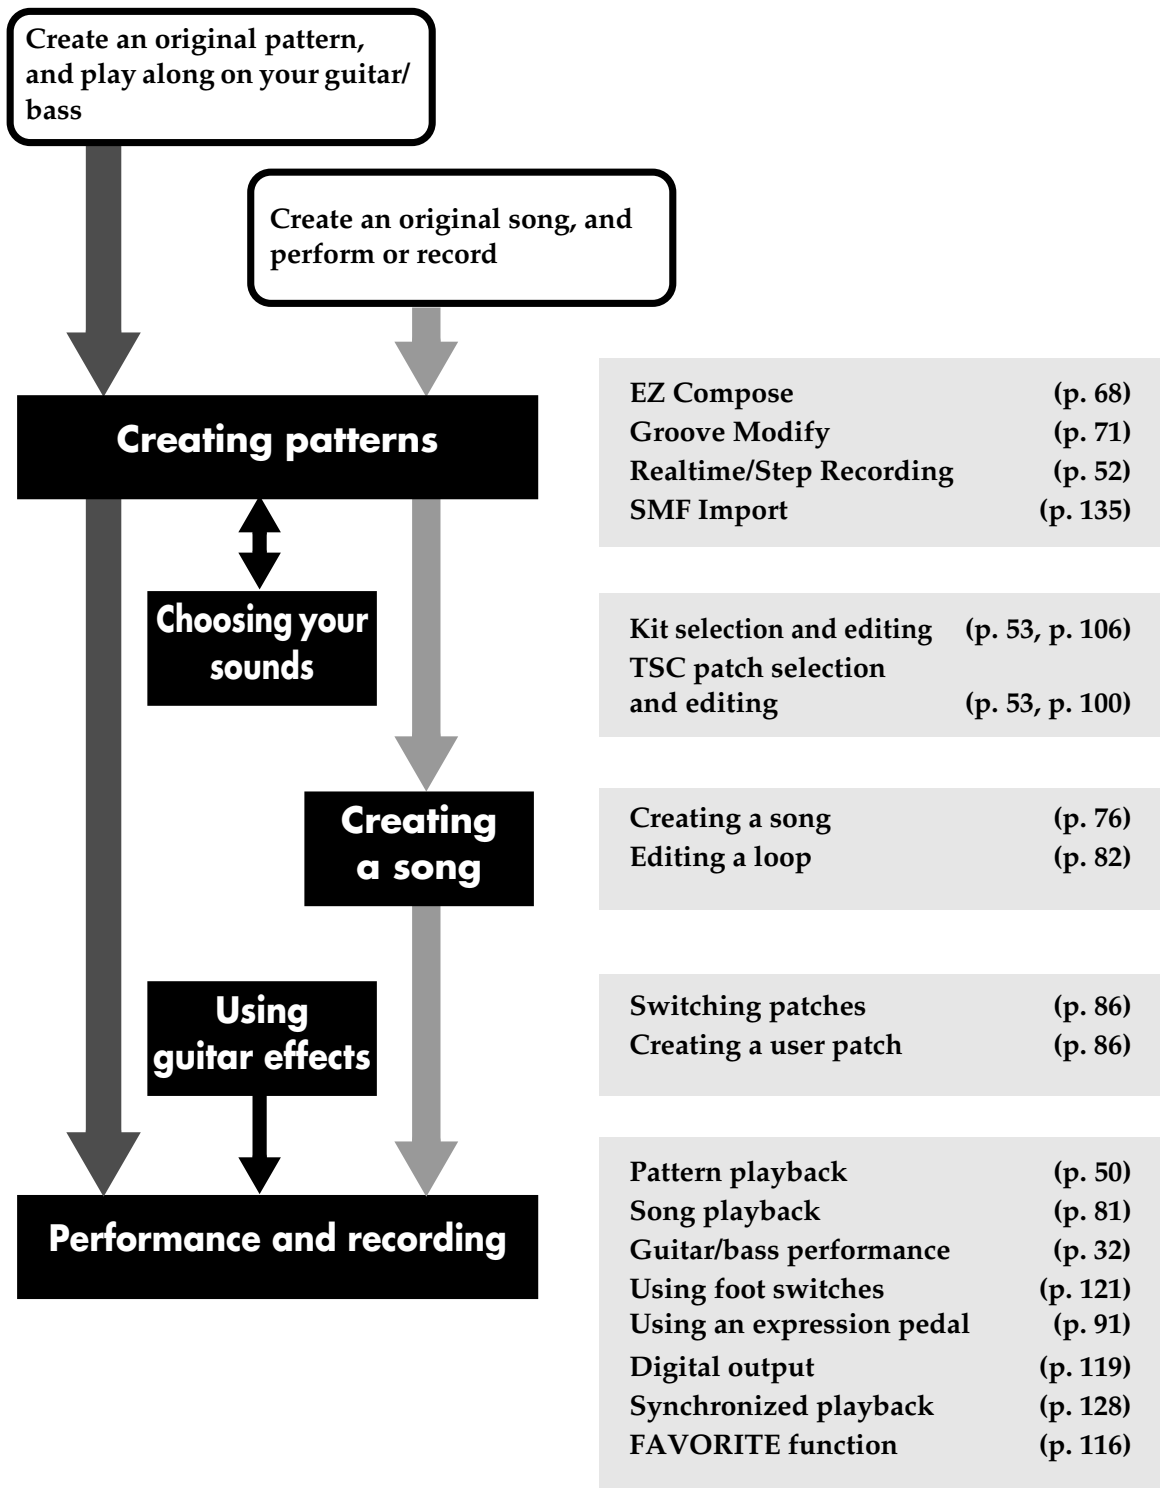 Create an original pattern,
and play along on your guitar/
bass
Create an original song, and
perform or record
Creating patterns
EZ Compose (p. 68)
Groove Modify (p. 71)
Realtime/Step Recording (p. 52)
SMF Import (p. 135)
Choosing your
sounds
Kit selection and editing (p. 53, p. 106)
TSC patch selection
and editing (p. 53, p. 100)
Creating
a song
Creating a song (p. 76)
Editing a loop (p. 82)
Using
guitar effects
Switching patches (p. 86)
Creating a user patch (p. 86)
Performance and recording
Pattern playback (p. 50)
Song playback (p. 81)
Guitar/bass performance (p. 32)
Using foot switches (p. 121)
Using an expression pedal (p. 91)
Digital output (p. 119)
Synchronized playback (p. 128)
FAVORITE function (p. 116)